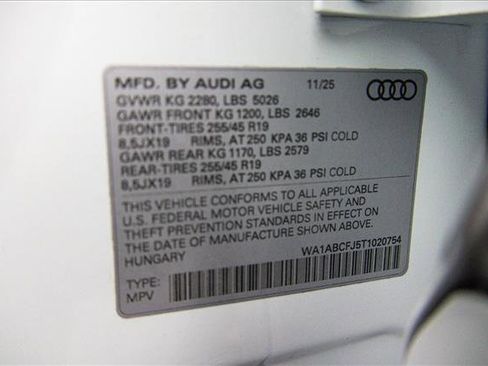 MFD. BY AUDI AG 11/25
GVWR KG 2280, LBS 5026
GAWR FRONT KG 1200, LBS 2646
FRONT-TIRES 255/45 R19
8,5JX19 RIMS, AT 250 KPA 36 PSI COLD
GAWR REAR KG 1170, LBS 2579
REAR-TIRES 255/45 R19
8,5JX19 RIMS, AT 250 KPA 36 PSI COLD
THIS VEHICLE CONFORMS TO ALL APPLICABLE
U.S. FEDERAL MOTOR VEHICLE SAFETY AND
THEFT PREVENTION STANDARDS IN EFFECT ON
THE DATE OF MANUFACTURE SHOWN ABOVE.
HUNGARY WA1ABCFJ5T1020754
TYPE:
MPV